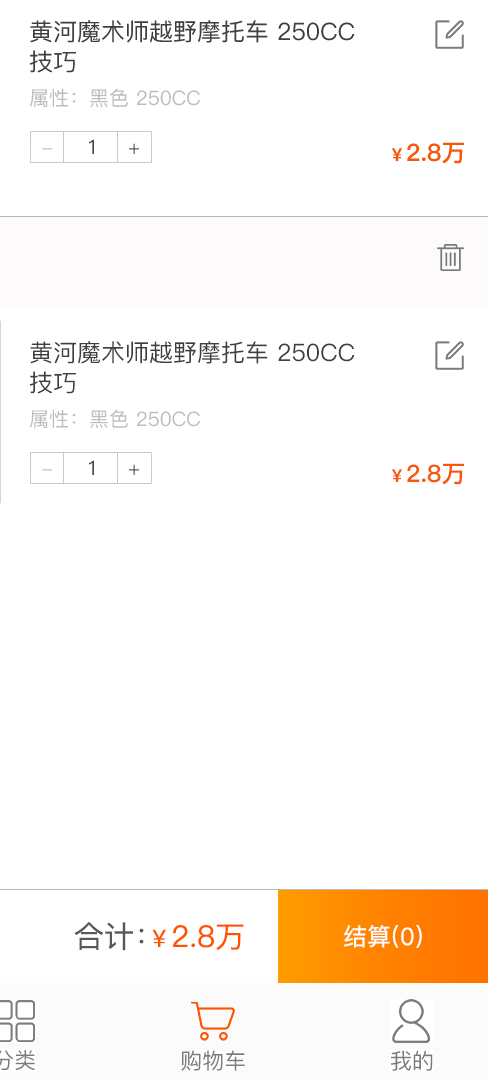 黄河魔术师越野摩托车 250CC
技巧
属性：黑色 250CC
− 1 +
¥2.8万
黄河魔术师越野摩托车 250CC
技巧
属性：黑色 250CC
− 1 +
¥2.8万
合计：¥2.8万
结算(0)
分类
购物车
我的